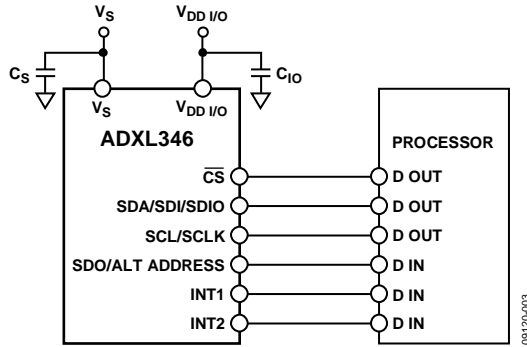 VS
VDD I/O
CS
CIO
VS
VDD I/O
ADXL346
PROCESSOR
CS
D OUT
SDA/SDI/SDIO
D OUT
SCL/SCLK
D OUT
SDO/ALT ADDRESS
D IN
INT1
D IN
INT2
D IN
09120-003